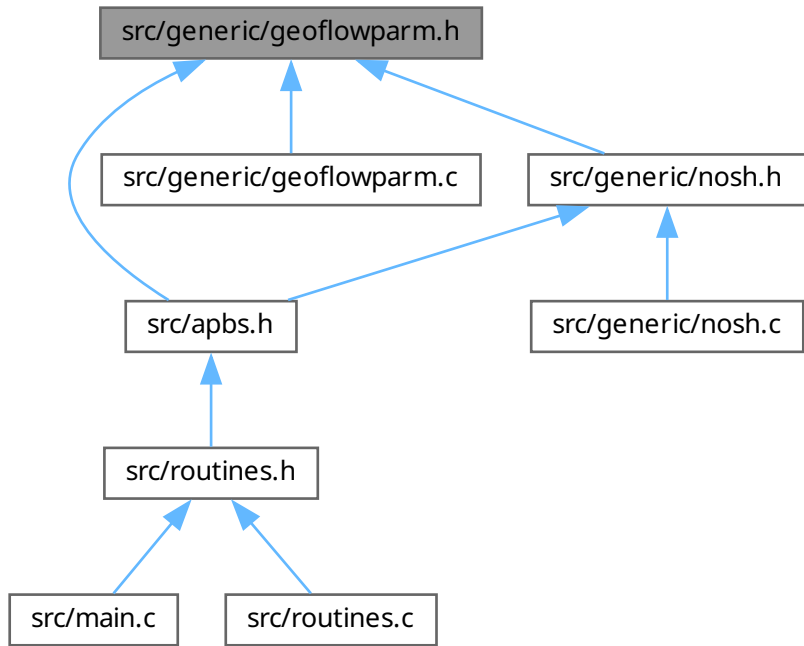 src/generic/geoflowparm.h
src/generic/geoflowparm.c
src/generic/nosh.h
src/apbs.h
src/generic/nosh.c
src/routines.h
src/main.c
src/routines.c